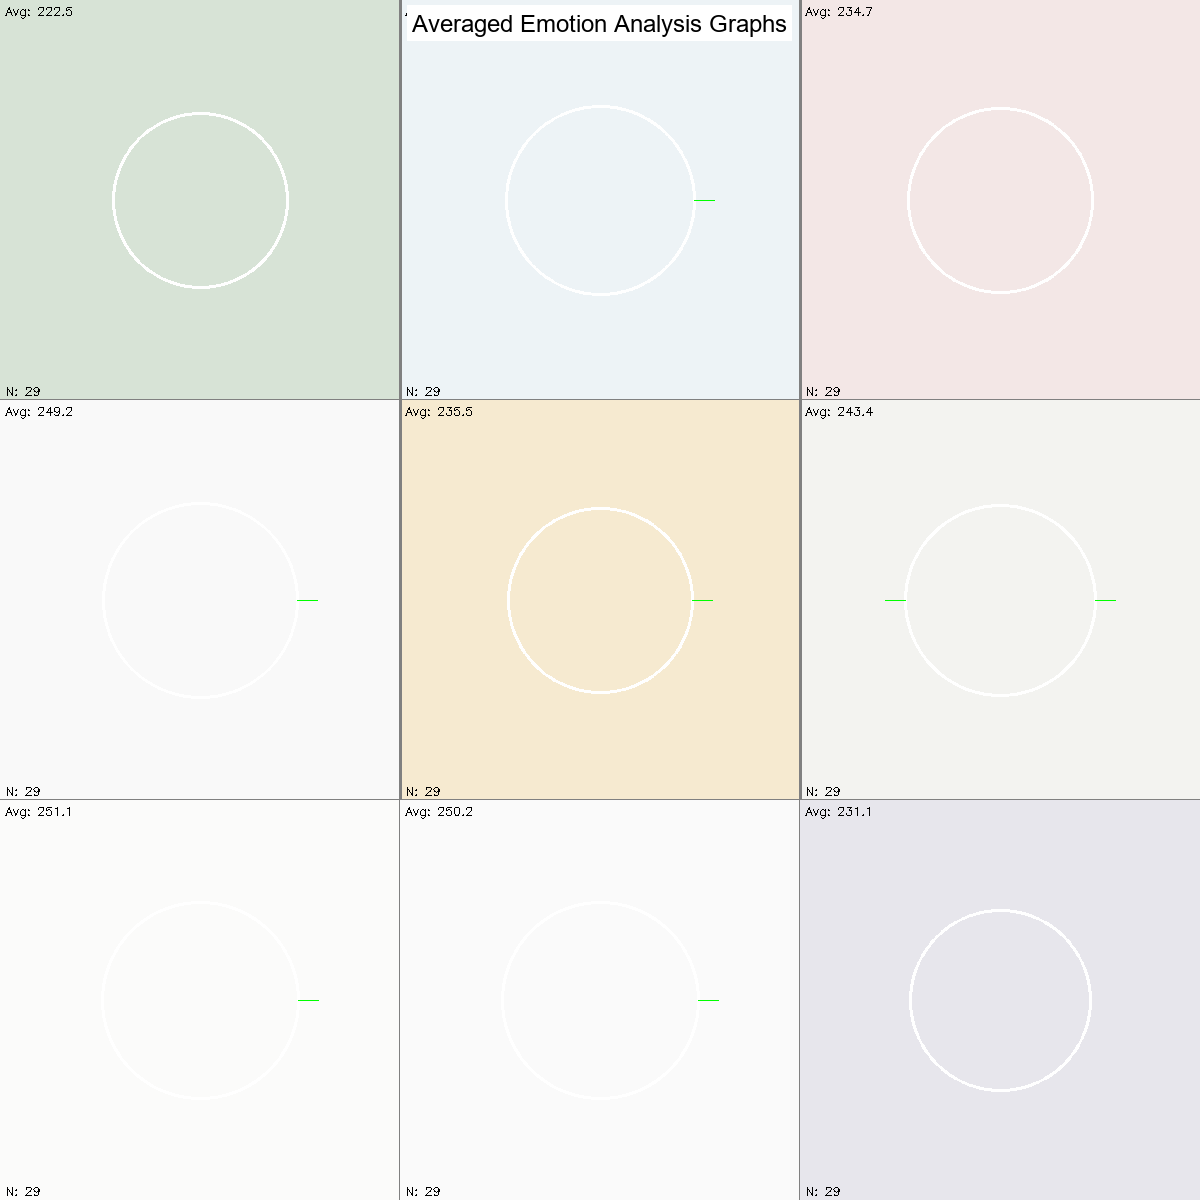 Averaged Emotion Analysis Graphs
Avg: 222.5
Avg: 234.7
N: 29
N: 29
N: 29
Avg: 249.2
Avg: 235.5
Avg: 243.4
N: 29
N: 29
N: 29
Avg: 251.1
Avg: 250.2
Avg: 231.1
N: 29
N: 29
N: 29